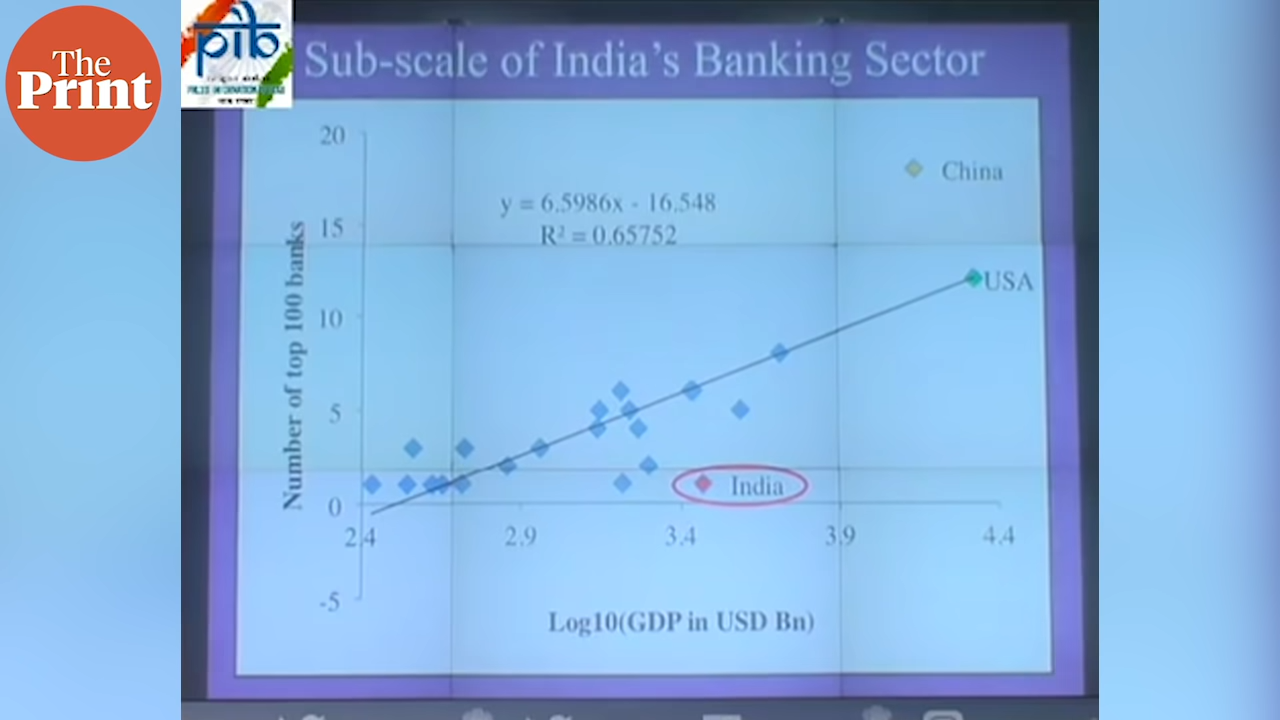 The
Print
pib
Sub-scale of India's Banking Sector
20
China
y = 6.5986x - 16.548
R² = 0.65752
15
USA
10
5
India
0
2.4
2.9
3.4
3.9
4.4
-5
Number of top 100 banks
Log10(GDP in USD Bn)